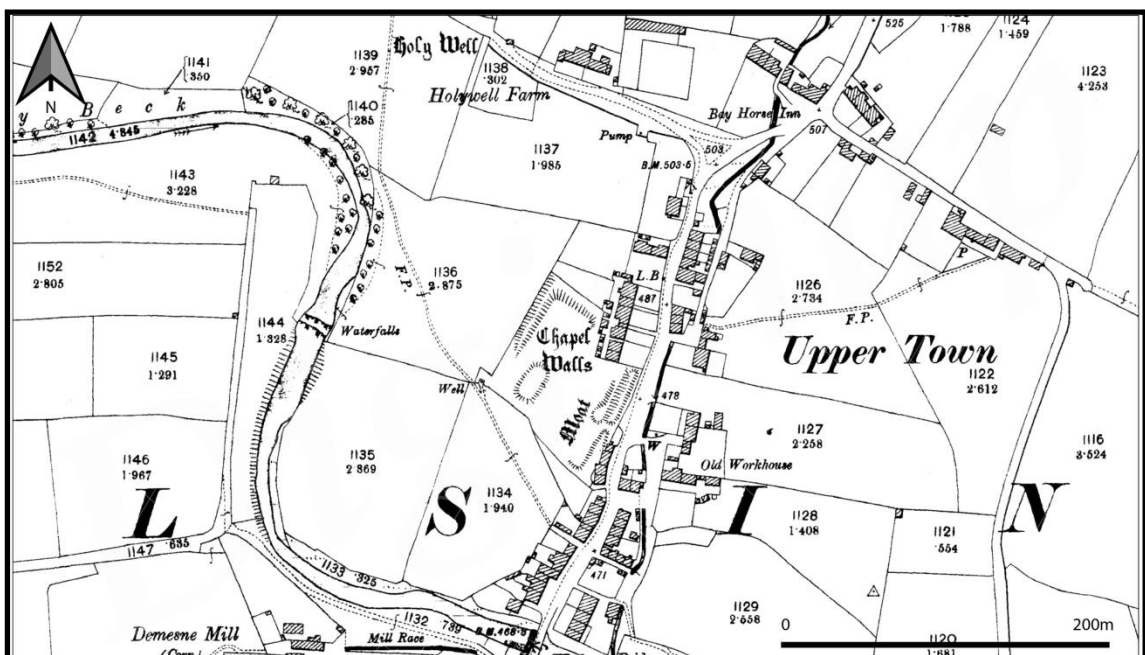 1141
.350
1139
2.957
Holy Well
1138
.302
525
1.788
1124
1.459
1123
4.253
N
y B e c k
1140
.285
Holywell Farm
Bay Horse Inn
507
1142 4.845
Pump
503
1137
1.985
B.M.503.5
1143
3.228
P
1152
2.805
F.P.
1136
2.875
L.B
487
1126
2.734
F.P.
1144
1.328
Waterfalls
Chapel
Walls
Upper Town
1122
2.612
1145
1.291
Well
Moat
478
1127
2.258
W
1116
3.524
1135
2.869
Old Workhouse
1146
1.967
1134
1.940
L S I N
1128
1.408
1121
.554
1147 .635
1133 .325
471
1132 .739
1129
2.558
B.M.468.3
0 200m
Demesne Mill
(Corn)
Mill Race
1120
1.681